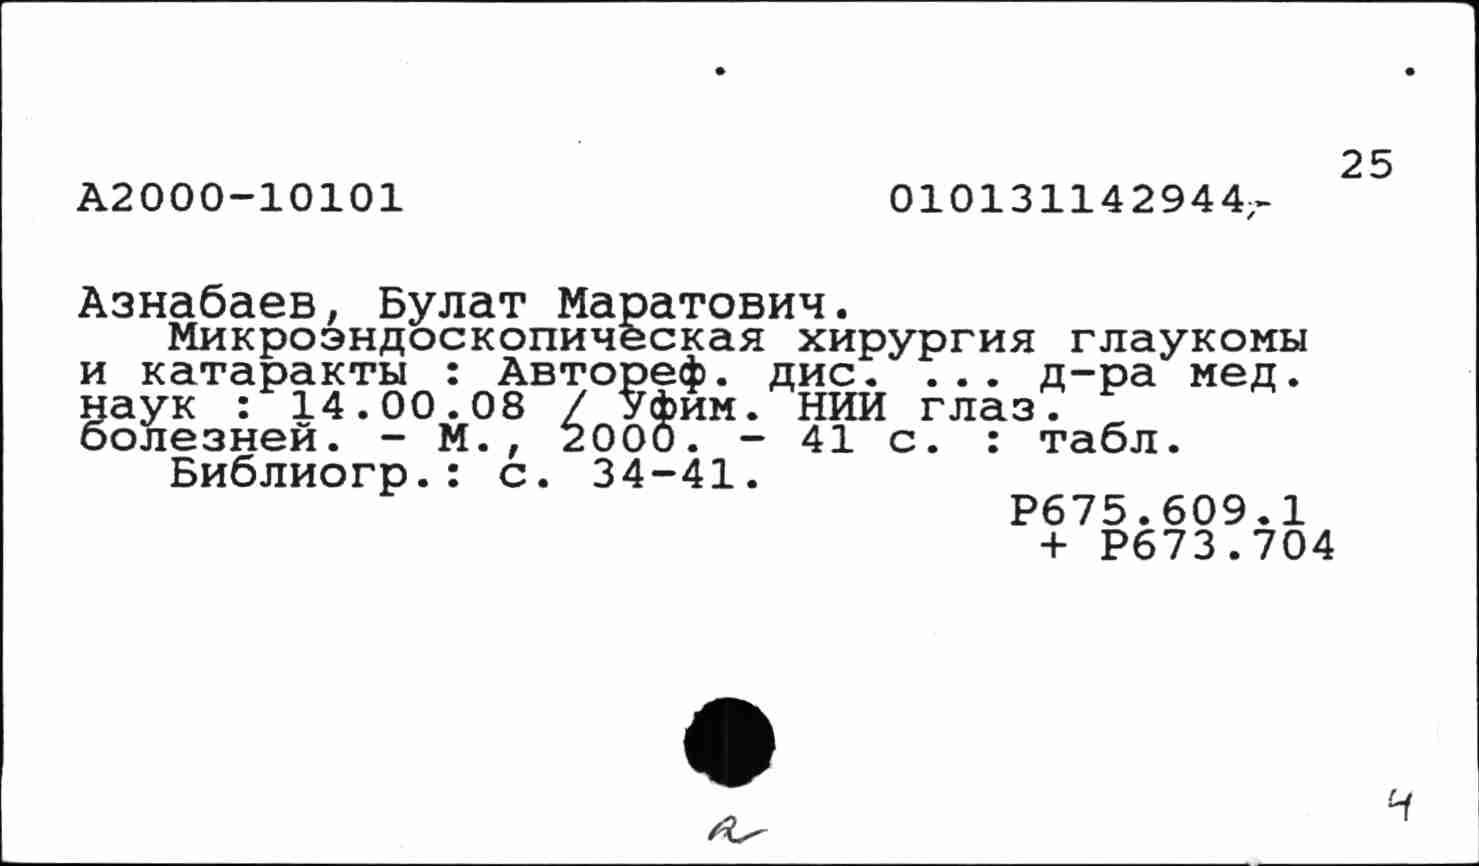 25
А2000-10101 010131142944,-
Азнабаев, Булат Маратович.
Микроэндоскопическая хирургия глаукомы
и катаракты : Автореф. дис. ... д-ра мед.
наук : 14.00.08 / Уфим. НИИ глаз.
болезней. - М., 2000. - 41 с. : табл.
Библиогр.: с. 34-41.
Р675.609.1
+ Р673.704
4